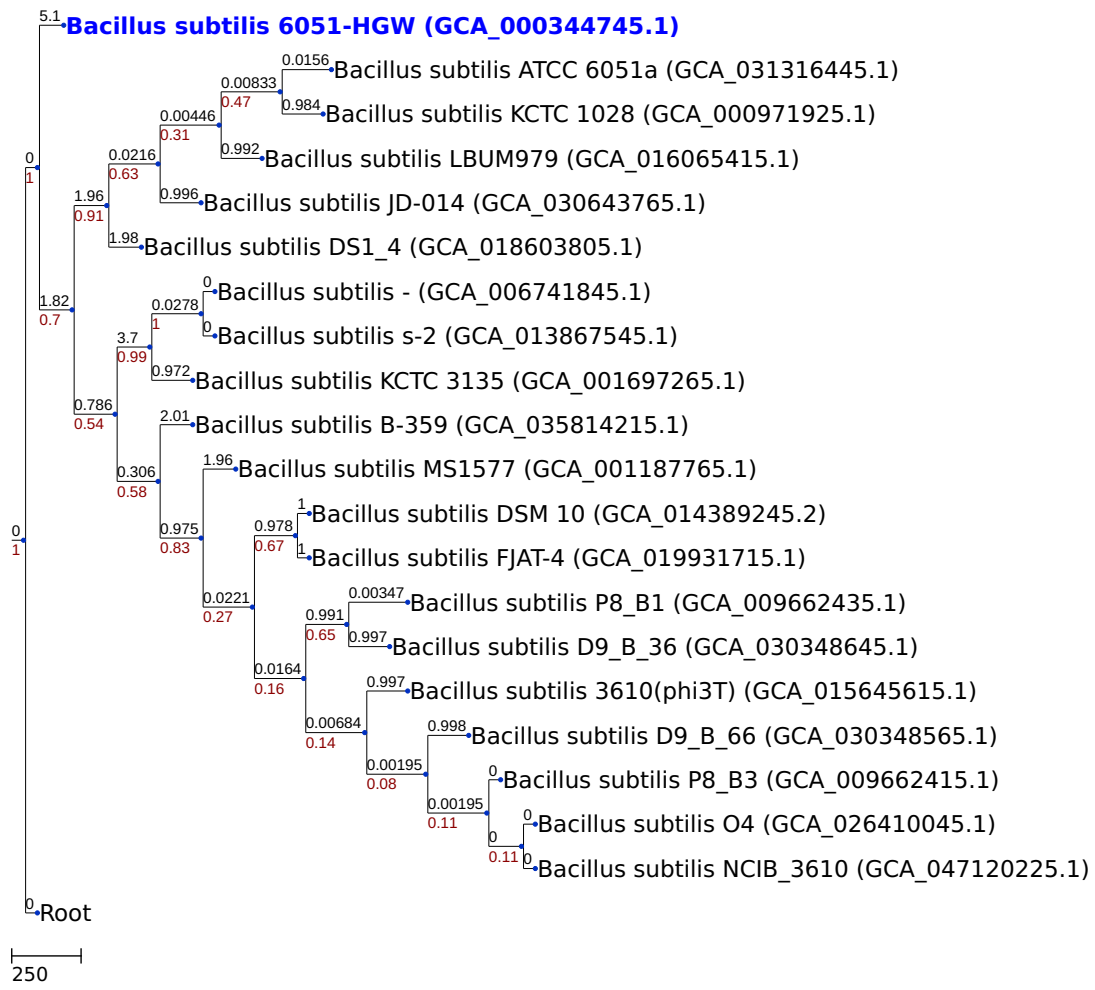 5.1 Bacillus subtilis 6051-HGW (GCA_000344745.1)
0.0156 Bacillus subtilis ATCC 6051a (GCA_031316445.1)
0.00833
0.47
0.984 Bacillus subtilis KCTC 1028 (GCA_000971925.1)
0.00446
0.31
0.992 Bacillus subtilis LBUM979 (GCA_016065415.1)
0
1
0.0216
0.63
0.996 Bacillus subtilis JD-014 (GCA_030643765.1)
1.96
0.91
1.98 Bacillus subtilis DS1_4 (GCA_018603805.1)
0 Bacillus subtilis - (GCA_006741845.1)
1.82
0.7
0.0278
1
0 Bacillus subtilis s-2 (GCA_013867545.1)
3.7
0.99
0.972 Bacillus subtilis KCTC 3135 (GCA_001697265.1)
0.786
0.54
2.01 Bacillus subtilis B-359 (GCA_035814215.1)
1.96 Bacillus subtilis MS1577 (GCA_001187765.1)
0.306
0.58
1 Bacillus subtilis DSM 10 (GCA_014389245.2)
0
1
0.975
0.83
0.978
0.67
1 Bacillus subtilis FJAT-4 (GCA_019931715.1)
0.00347 Bacillus subtilis P8_B1 (GCA_009662435.1)
0.0221
0.27
0.991
0.65
0.997 Bacillus subtilis D9_B_36 (GCA_030348645.1)
0.0164
0.16
0.997 Bacillus subtilis 3610(phi3T) (GCA_015645615.1)
0.00684
0.14
0.998 Bacillus subtilis D9_B_66 (GCA_030348565.1)
0.00195
0.08
0 Bacillus subtilis P8_B3 (GCA_009662415.1)
0.00195
0.11
0 Bacillus subtilis O4 (GCA_026410045.1)
0
0.11
0 Bacillus subtilis NCIB_3610 (GCA_047120225.1)
0 Root
250